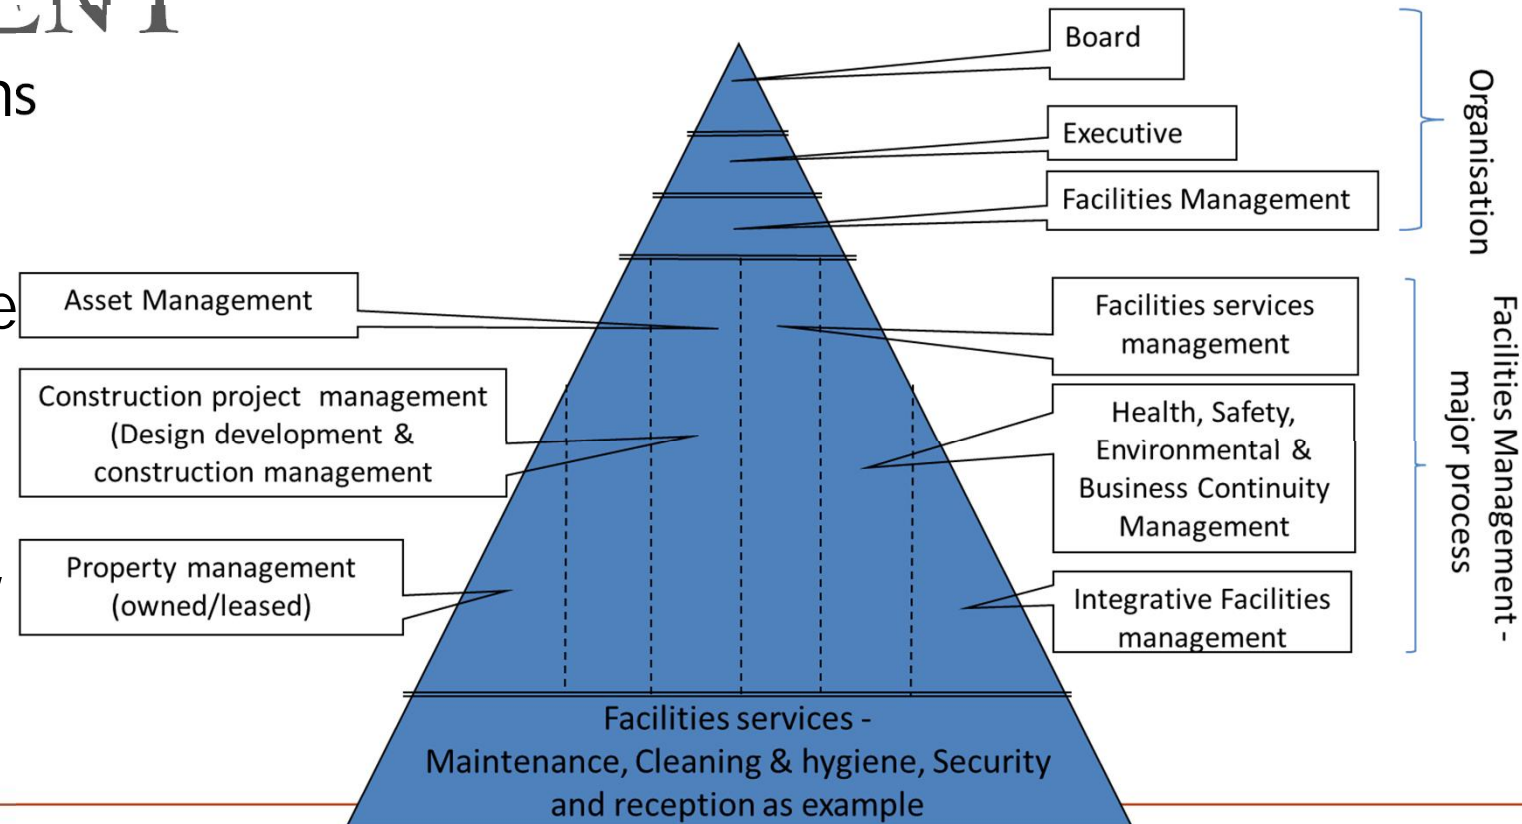 ENT
ns
e
Board
Executive
Facilities Management
Organisation
Asset Management
Construction project management
(Design development &
construction management
Property management
(owned/leased)
Facilities services
management
Health, Safety,
Environmental &
Business Continuity
Management
Integrative Facilities
management
Facilities Management -
major process
Facilities services -
Maintenance, Cleaning & hygiene, Security
and reception as example